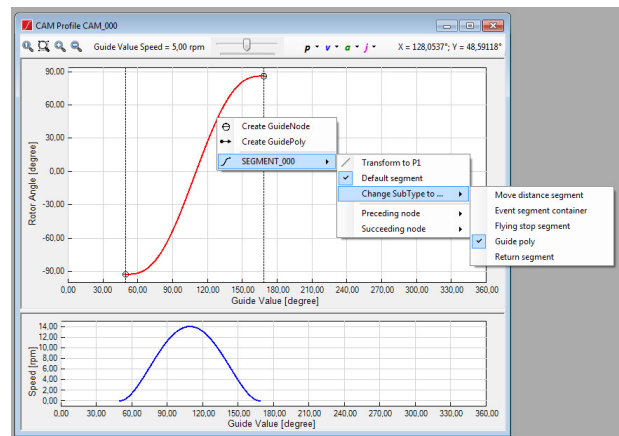 CAM Profile CAM_000
Guide Value Speed = 5,00 rpm
p v a j
X = 128,0537°; Y = 48,59118°
90.00
60.00
30.00
0.00
-30.00
-60.00
-90.00
Rotor Angle [degree]
Create GuideNode
Create GuidePoly
SEGMENT_000
Transform to P1
Default segment
Change SubType to ...
Preceding node
Succeeding node
Move distance segment
Event segment container
Flying stop segment
Guide poly
Return segment
0,00 30,00 60,00 90,00 120,00 150,00 180,00 210,00 240,00 270,00 300,00 330,00 360,00
Guide Value [degree]
14.00
12.00
10.00
8.00
6.00
4.00
2.00
0.00
Speed [rpm]
0,00 30,00 60,00 90,00 120,00 150,00 180,00 210,00 240,00 270,00 300,00 330,00 360,00
Guide Value [degree]